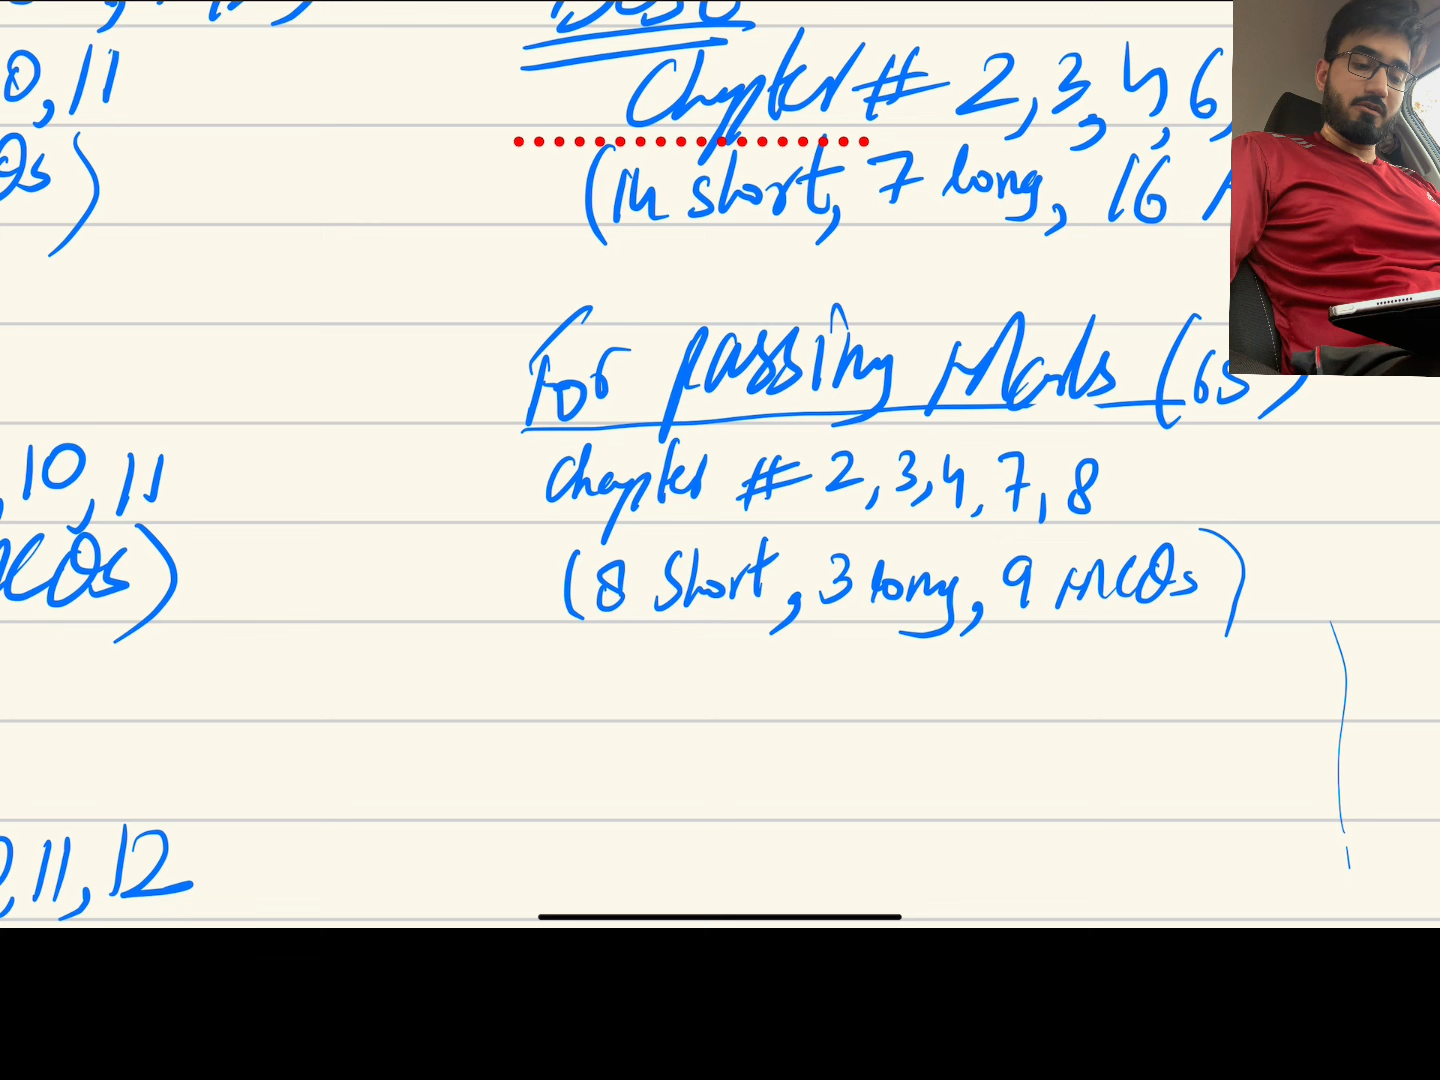 0, 11
Qs)
Chapter # 2, 3, 4, 6,
(14 short, 7 long, 16
For passing Marks (65)
10, 11
Chapter # 2, 3, 4, 7, 8
MCQs)
(8 Short, 3 long, 9 MCQs)
, 11, 12